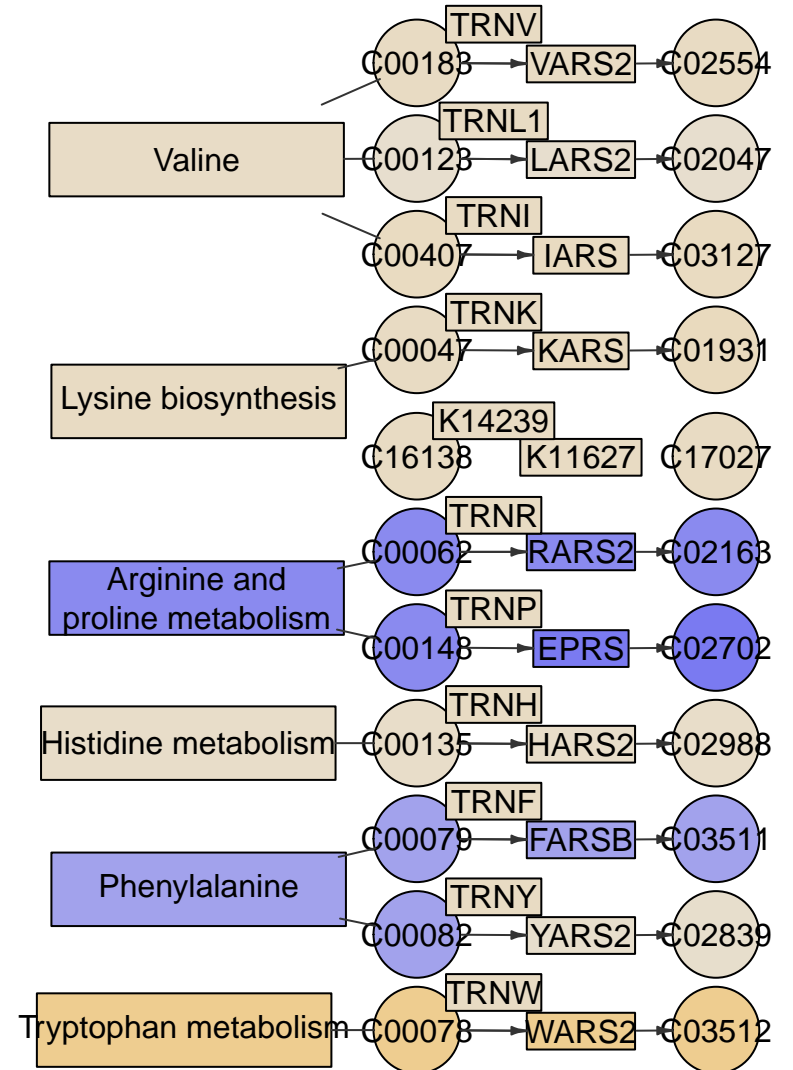 TRNV
C00183
VARS2
C02554
TRNL1
Valine
C00123
LARS2
C02047
TRNI
C00407
IARS
C03127
TRNK
C00047
KARS
C01931
Lysine biosynthesis
K14239
C16138
K11627
C17027
TRNR
C00062
RARS2
C02163
Arginine and
proline metabolism
TRNP
C00148
EPRS
C02702
TRNH
Histidine metabolism
C00135
HARS2
C02988
TRNF
C00079
FARSB
C03511
Phenylalanine
TRNY
C00082
YARS2
C02839
TRNW
Tryptophan metabolism
C00078
WARS2
C03512